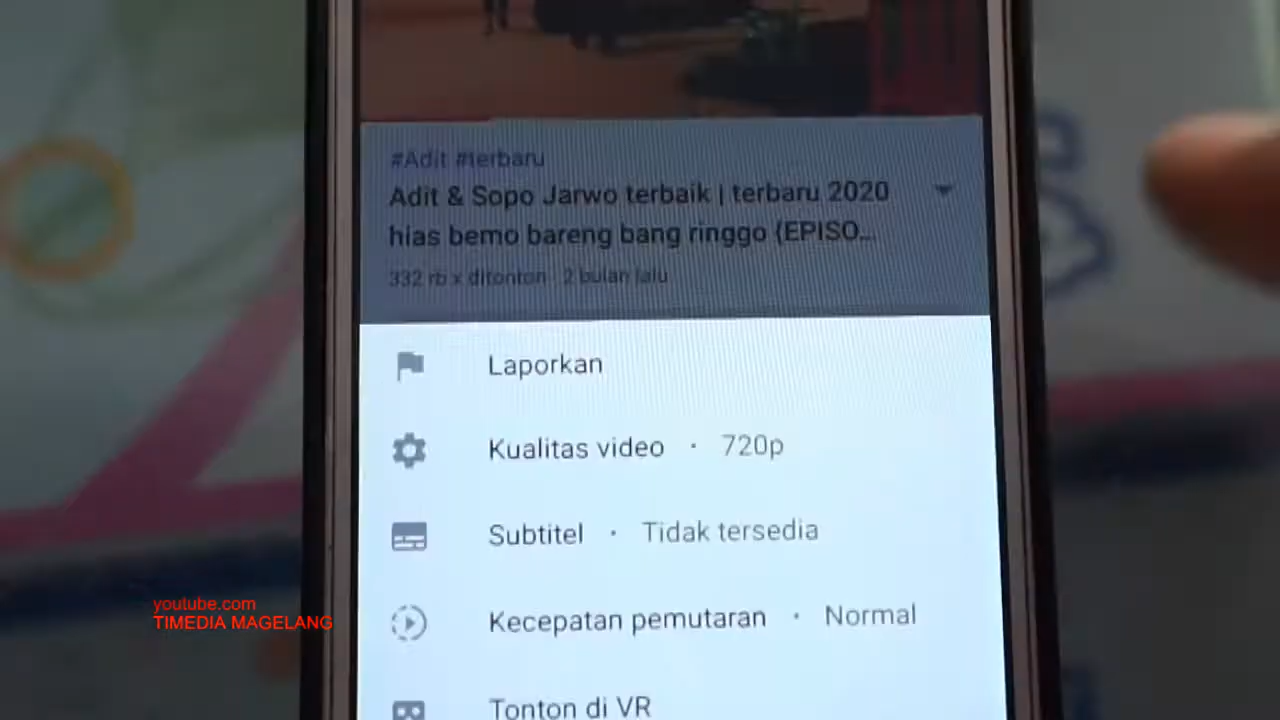 #Adit #terbaru
Adit & Sopo Jarwo terbaik | terbaru 2020
hias bemo bareng bang ringgo (EPISO...
332 rb x ditonton · 2 bulan lalu
Laporkan
Kualitas video · 720p
Subtitel · Tidak tersedia
Kecepatan pemutaran · Normal
Tonton di VR
youtube.com
TIMEDIA MAGELANG